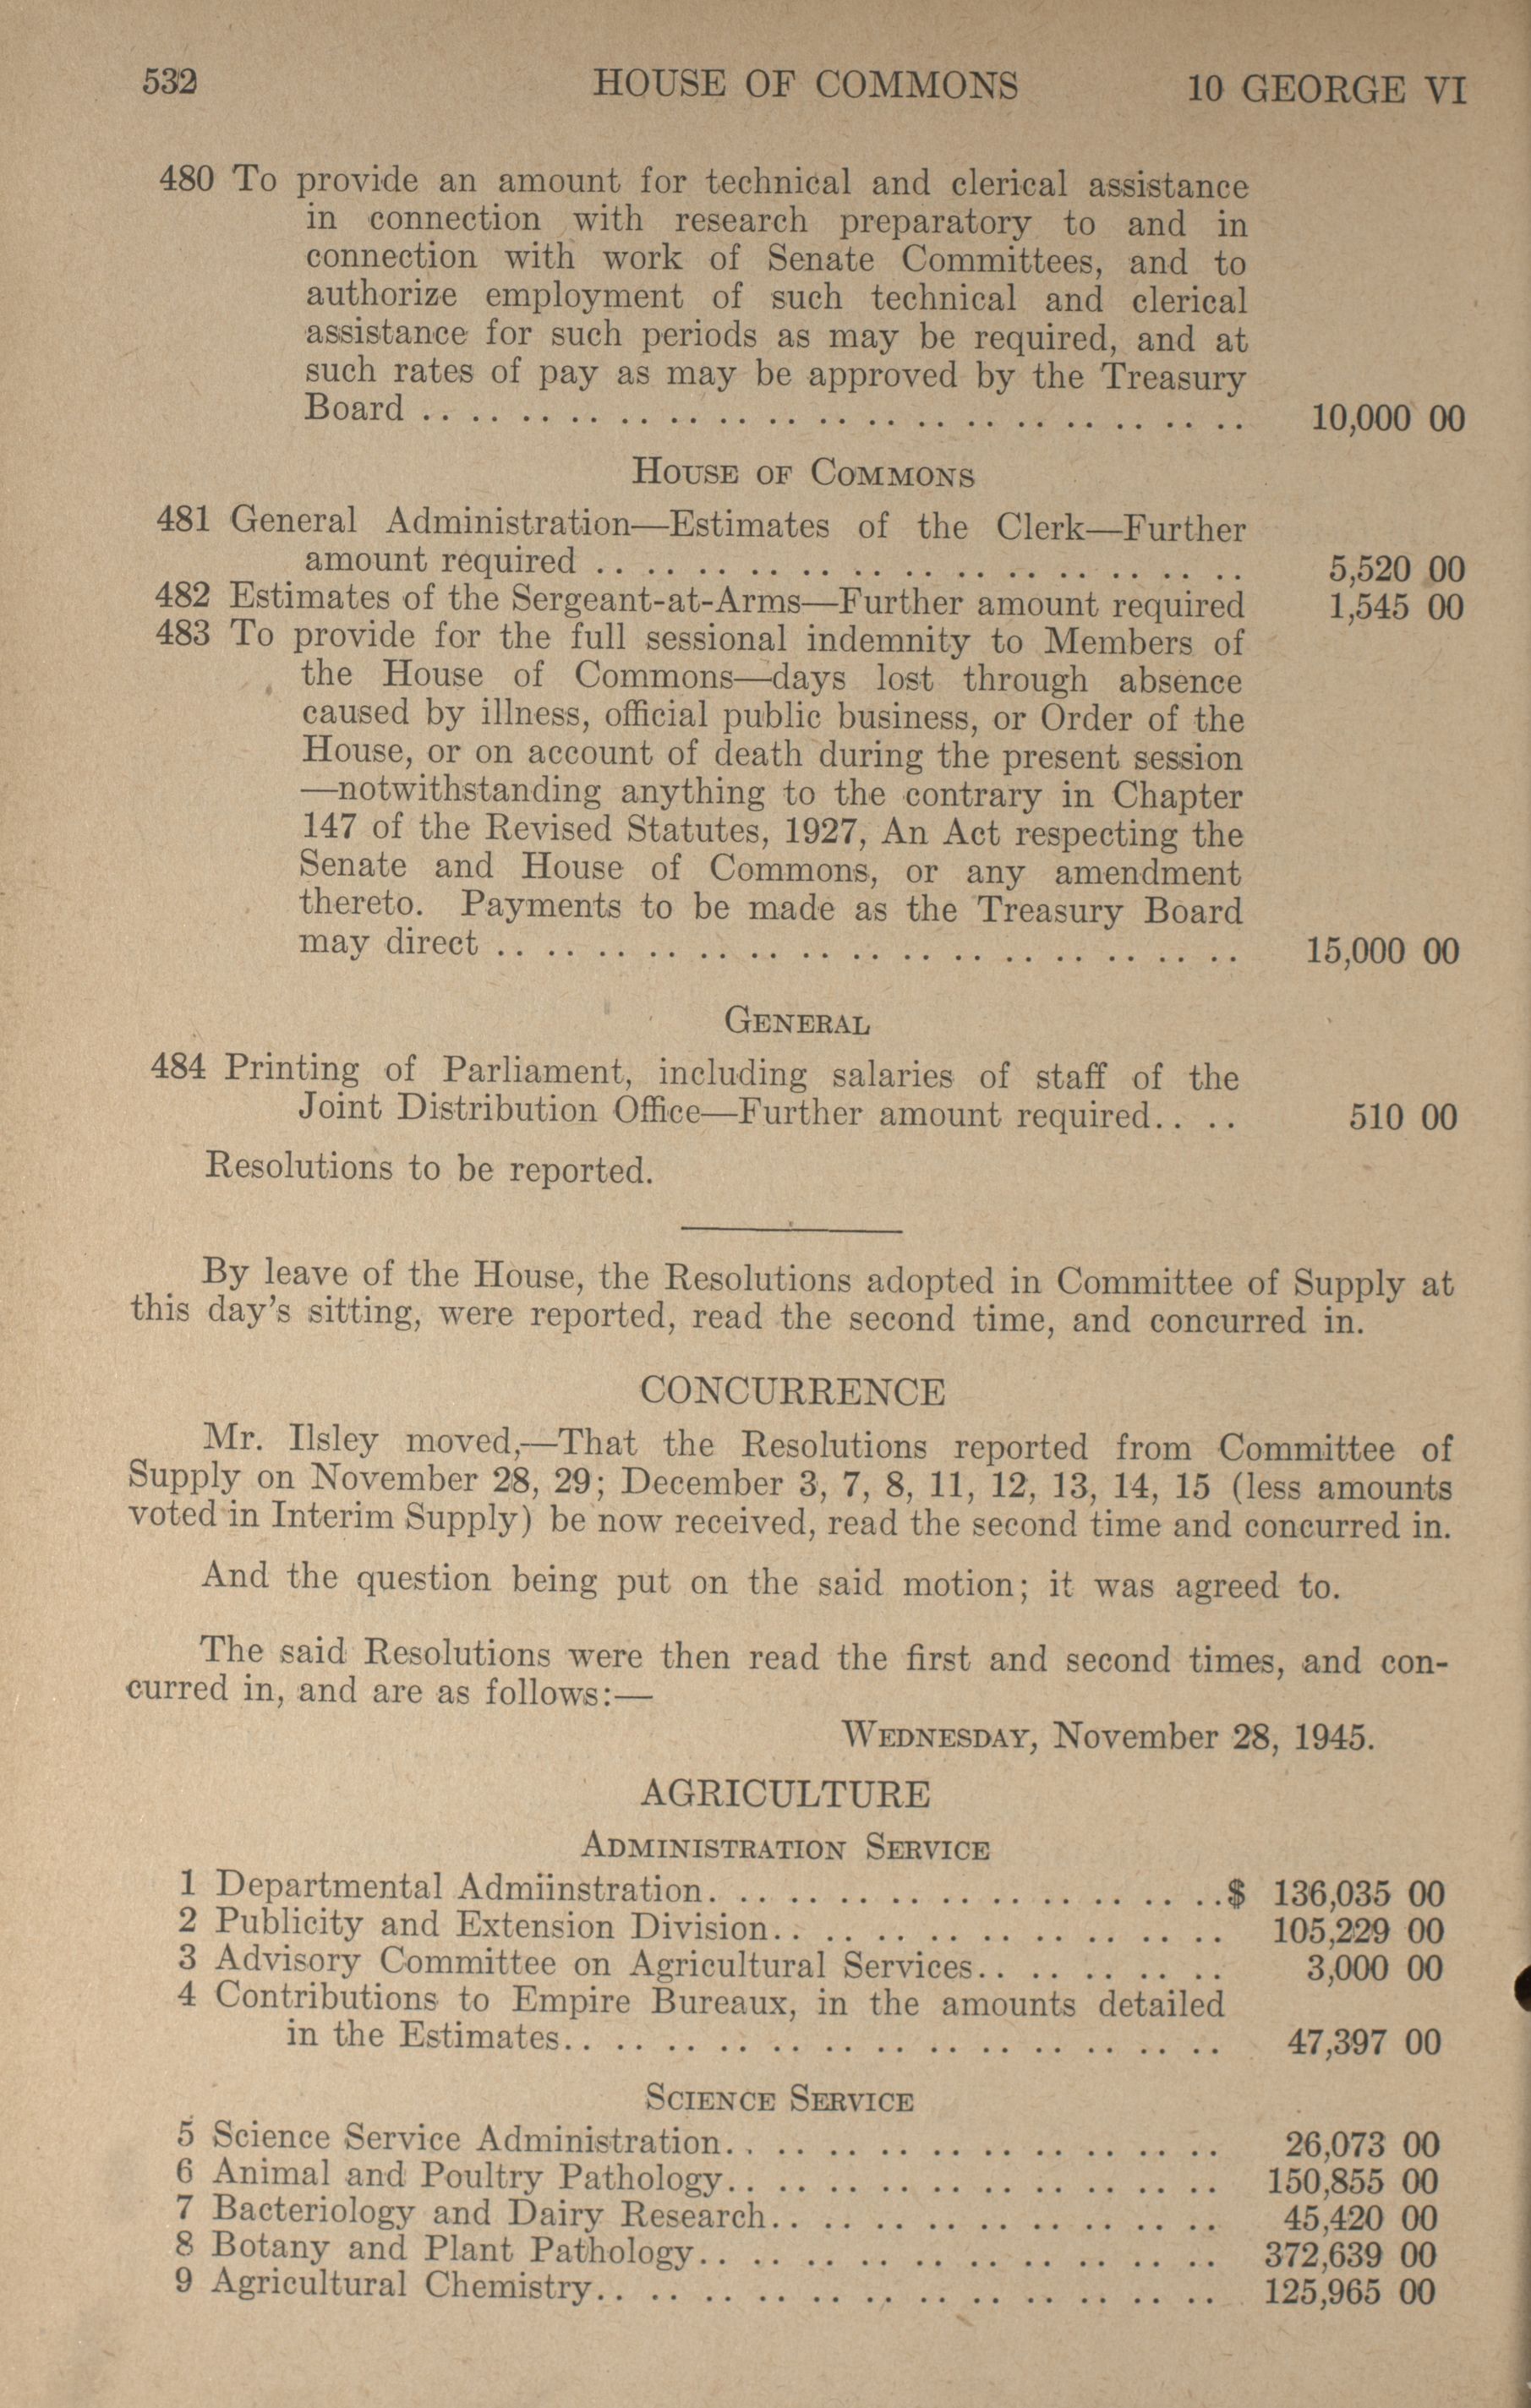 532 HOUSE OF COMMONS 10 GEORGE VI
480 To provide an amount for technical and clerical assistance
in connection with research preparatory to and in
connection with work of Senate Committees, and to
authorize employment of such technical and clerical
assistance for such periods as may be required, and at
such rates of pay as may be approved by the Treasury
Board .................................. 10,000 00
HOUSE OF COMMONS
481 General Administration—Estimates of the Clerk—Further
amount required .......................... 5,520 00
482 Estimates of the Sergeant-at-Arms—Further amount required 1,545 00
483 To provide for the full sessional indemnity to Members of
the House of Commons—days lost through absence
caused by illness, official public business, or Order of the
House, or on account of death during the present session
—notwithstanding anything to the contrary in Chapter
147 of the Revised Statutes, 1927, An Act respecting the
Senate and House of Commons, or any amendment
thereto. Payments to be made as the Treasury Board
may direct .............................. 15,000 00
GENERAL
484 Printing of Parliament, including salaries of staff of the
Joint Distribution Office—Further amount required.... 510 00
Resolutions to be reported.
By leave of the House, the Resolutions adopted in Committee of Supply at
this day's sitting, were reported, read the second time, and concurred in.
CONCURRENCE
Mr. Ilsley moved,—That the Resolutions reported from Committee of
Supply on November 28, 29; December 3, 7, 8, 11, 12, 13, 14, 15 (less amounts
voted in Interim Supply) be now received, read the second time and concurred in.
And the question being put on the said motion; it was agreed to.
The said Resolutions were then read the first and second times, and con-
curred in, and are as follows:—
WEDNESDAY, November 28, 1945.
AGRICULTURE
ADMINISTRATION SERVICE
1 Departmental Admiinstration.....................$ 136,035 00
2 Publicity and Extension Division.................. 105,229 00
3 Advisory Committee on Agricultural Services.......... 3,000 00
4 Contributions to Empire Bureaux, in the amounts detailed
in the Estimates.......................... 47,397 00
SCIENCE SERVICE
5 Science Service Administration.................... 26,073 00
6 Animal and Poultry Pathology.................... 150,855 00
7 Bacteriology and Dairy Research.................. 45,420 00
8 Botany and Plant Pathology..................... 372,639 00
9 Agricultural Chemistry......................... 125,965 00